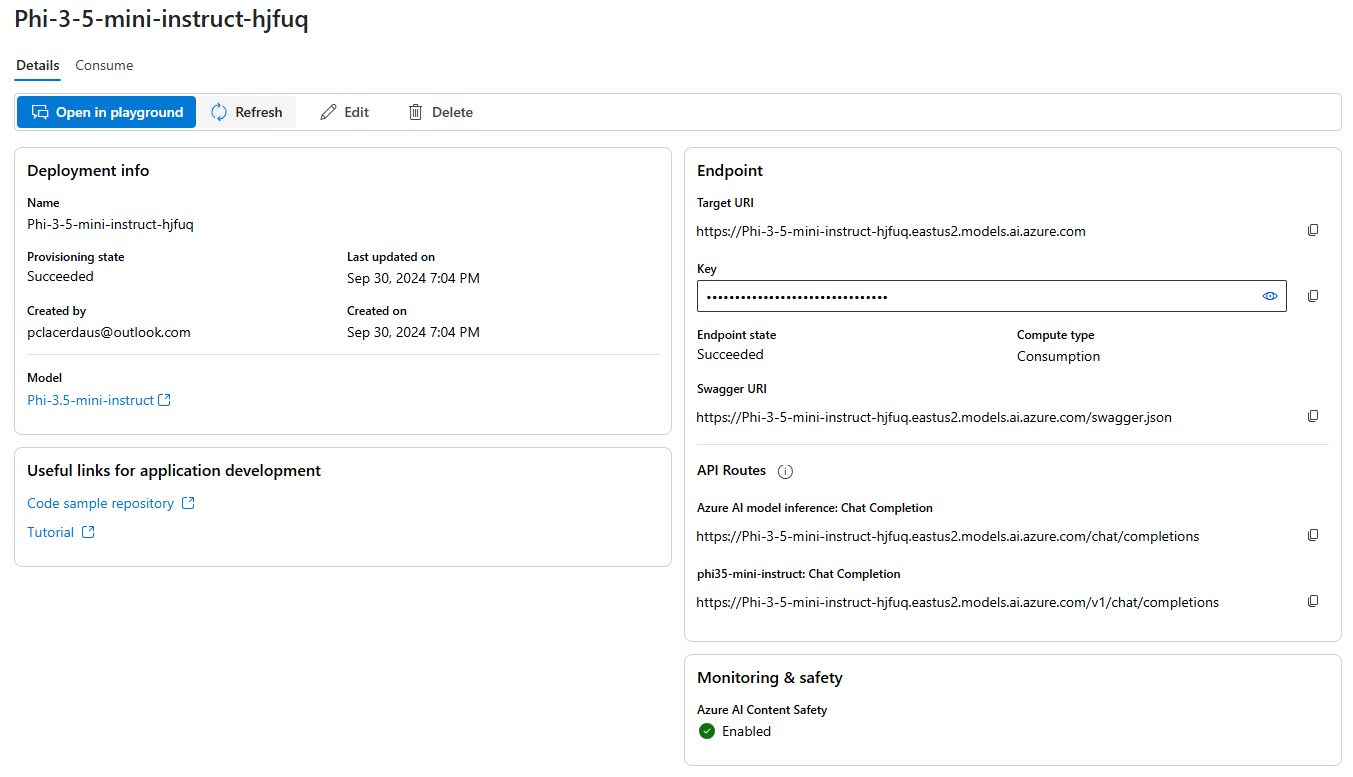 Phi-3-5-mini-instruct-hjfuq
Details Consume
Open in playground Refresh Edit Delete
Deployment info
Name
Phi-3-5-mini-instruct-hjfuq
Provisioning state Last updated on
Succeeded Sep 30, 2024 7:04 PM
Created by Created on
pclacerdaus@outlook.com Sep 30, 2024 7:04 PM
Model
Phi-3.5-mini-instruct
Useful links for application development
Code sample repository
Tutorial
Endpoint
Target URI
https://Phi-3-5-mini-instruct-hjfuq.eastus2.models.ai.azure.com
Key
••••••••••••••••••••••••••••••••
Endpoint state Compute type
Succeeded Consumption
Swagger URI
https://Phi-3-5-mini-instruct-hjfuq.eastus2.models.ai.azure.com/swagger.json
API Routes
Azure AI model inference: Chat Completion
https://Phi-3-5-mini-instruct-hjfuq.eastus2.models.ai.azure.com/chat/completions
phi35-mini-instruct: Chat Completion
https://Phi-3-5-mini-instruct-hjfuq.eastus2.models.ai.azure.com/v1/chat/completions
Monitoring & safety
Azure AI Content Safety
Enabled